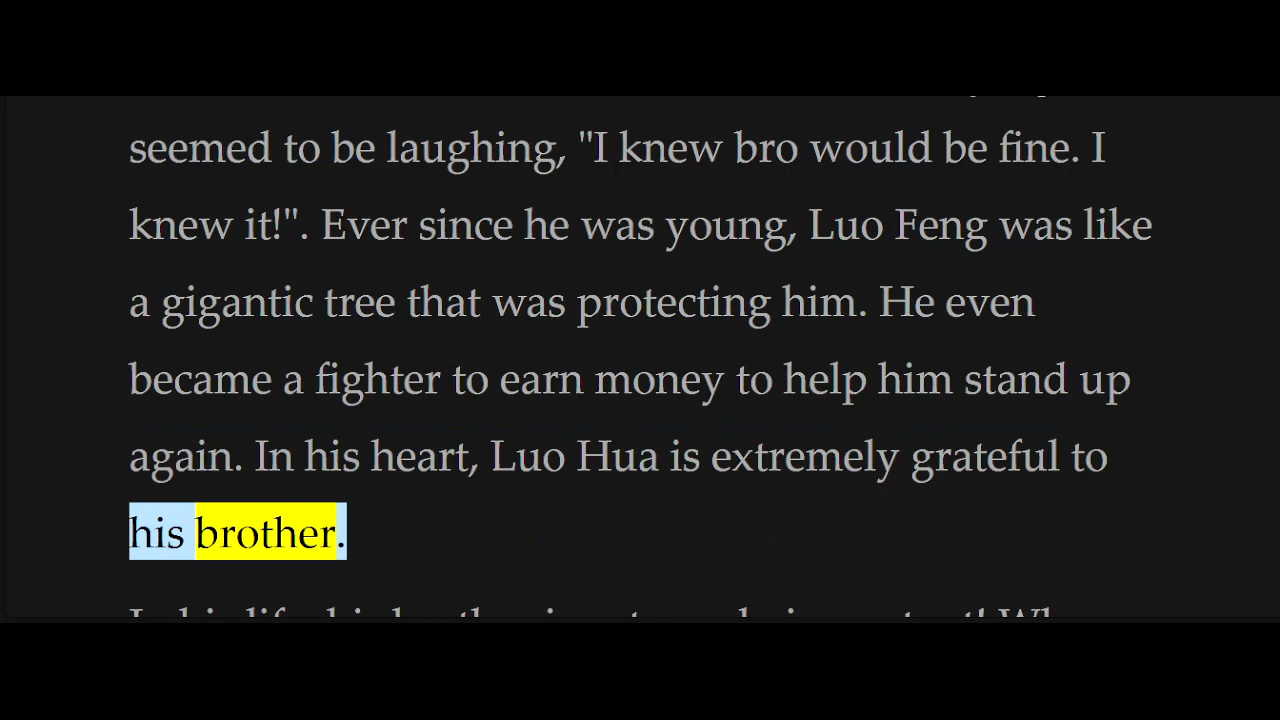 seemed to be laughing, "I knew bro would be fine. I
knew it!". Ever since he was young, Luo Feng was like
a gigantic tree that was protecting him. He even
became a fighter to earn money to help him stand up
again. In his heart, Luo Hua is extremely grateful to
his brother.